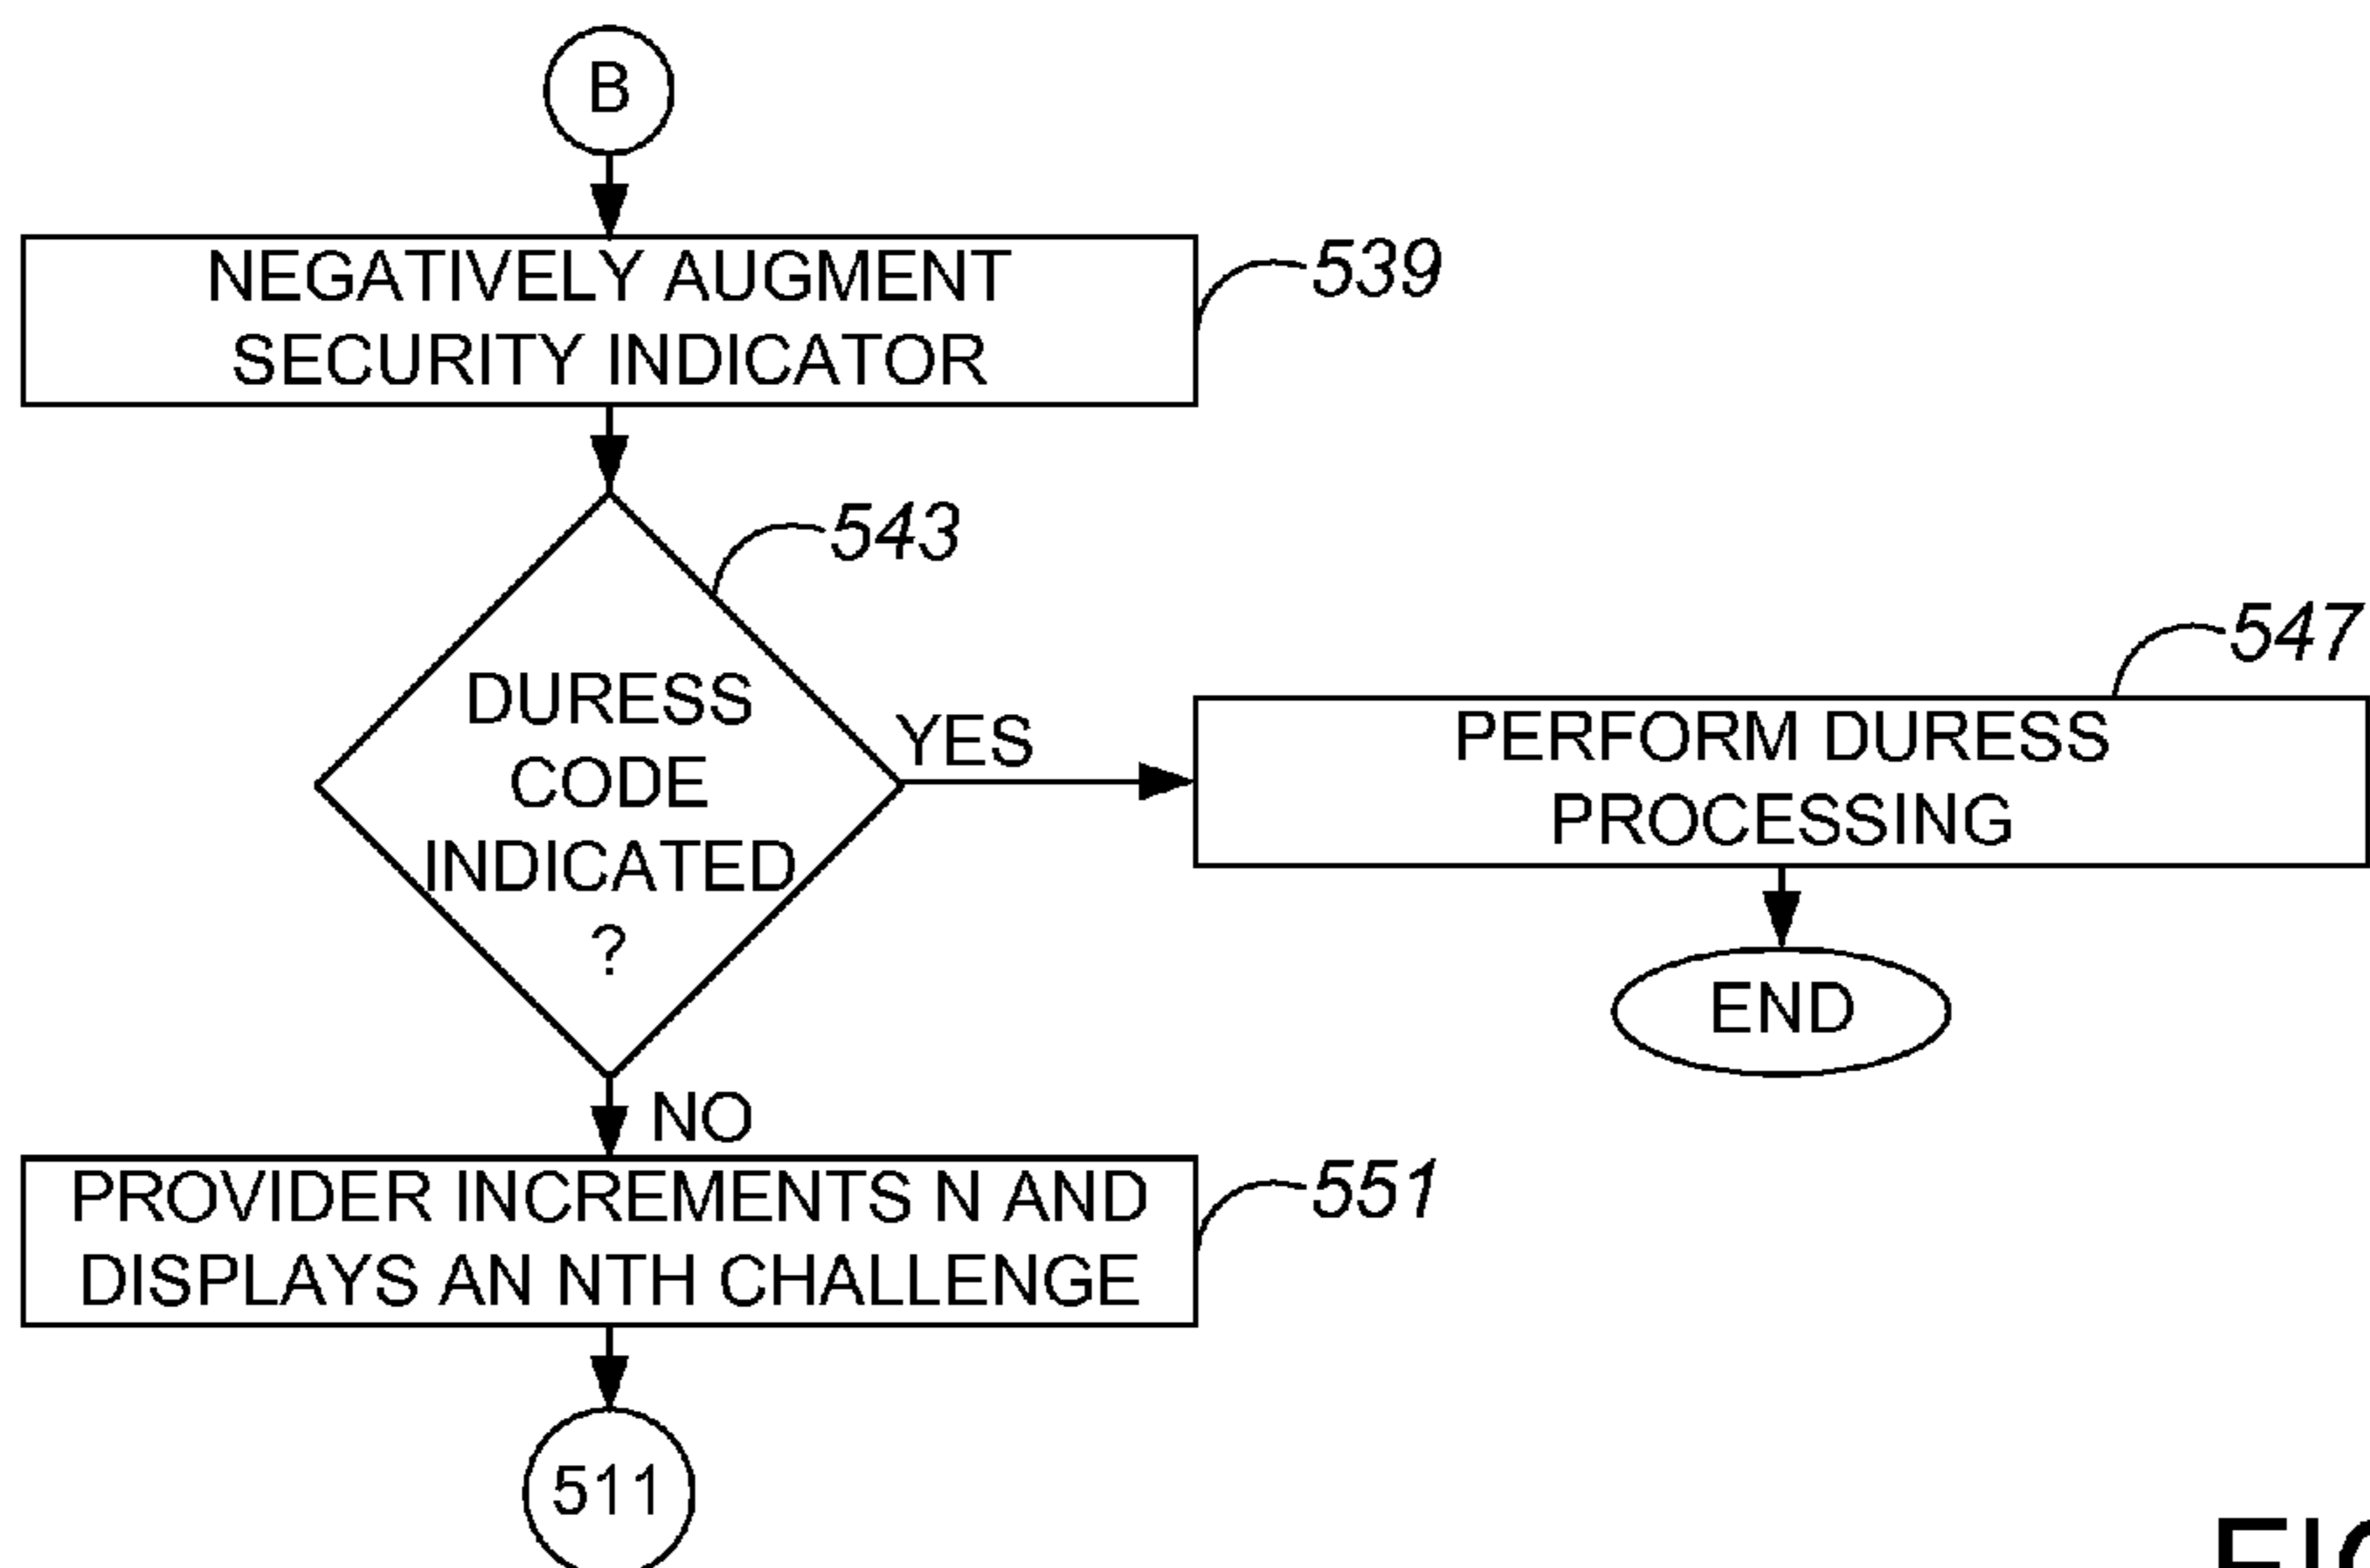 B
NEGATIVELY AUGMENT
SECURITY INDICATOR
539
543
DURESS
CODE
INDICATED
?
YES
547
PERFORM DURESS
PROCESSING
END
NO
PROVIDER INCREMENTS N AND
DISPLAYS AN NTH CHALLENGE
551
511